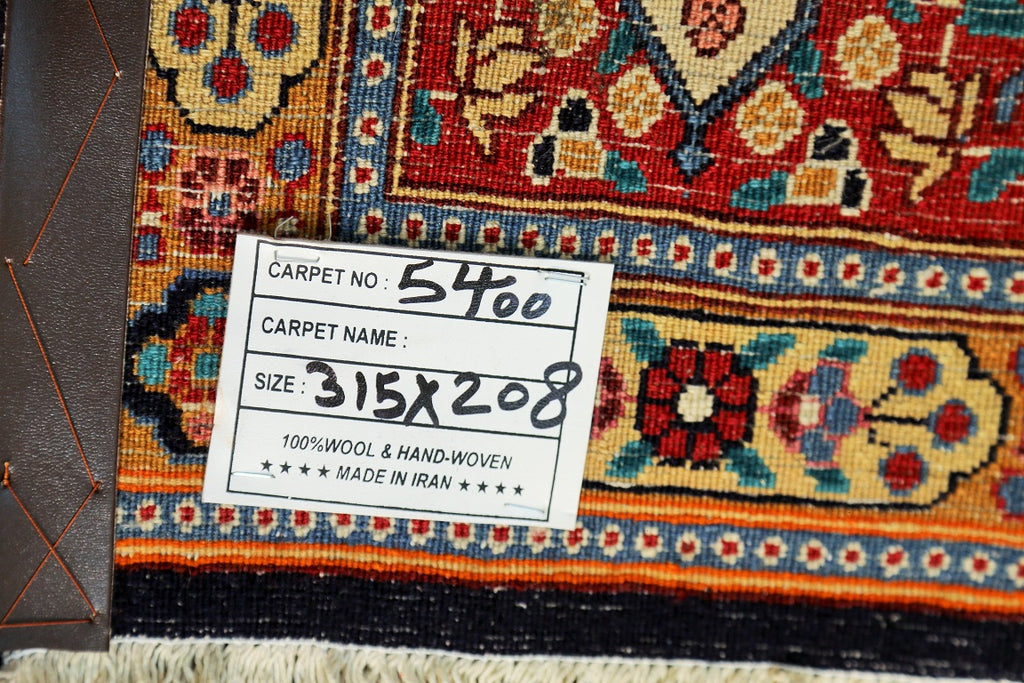 CARPET NO : 5400
CARPET NAME :
SIZE : 315X208
100%WOOL & HAND-WOVEN
★ ★ ★ ★ MADE IN IRAN ★ ★ ★ ★